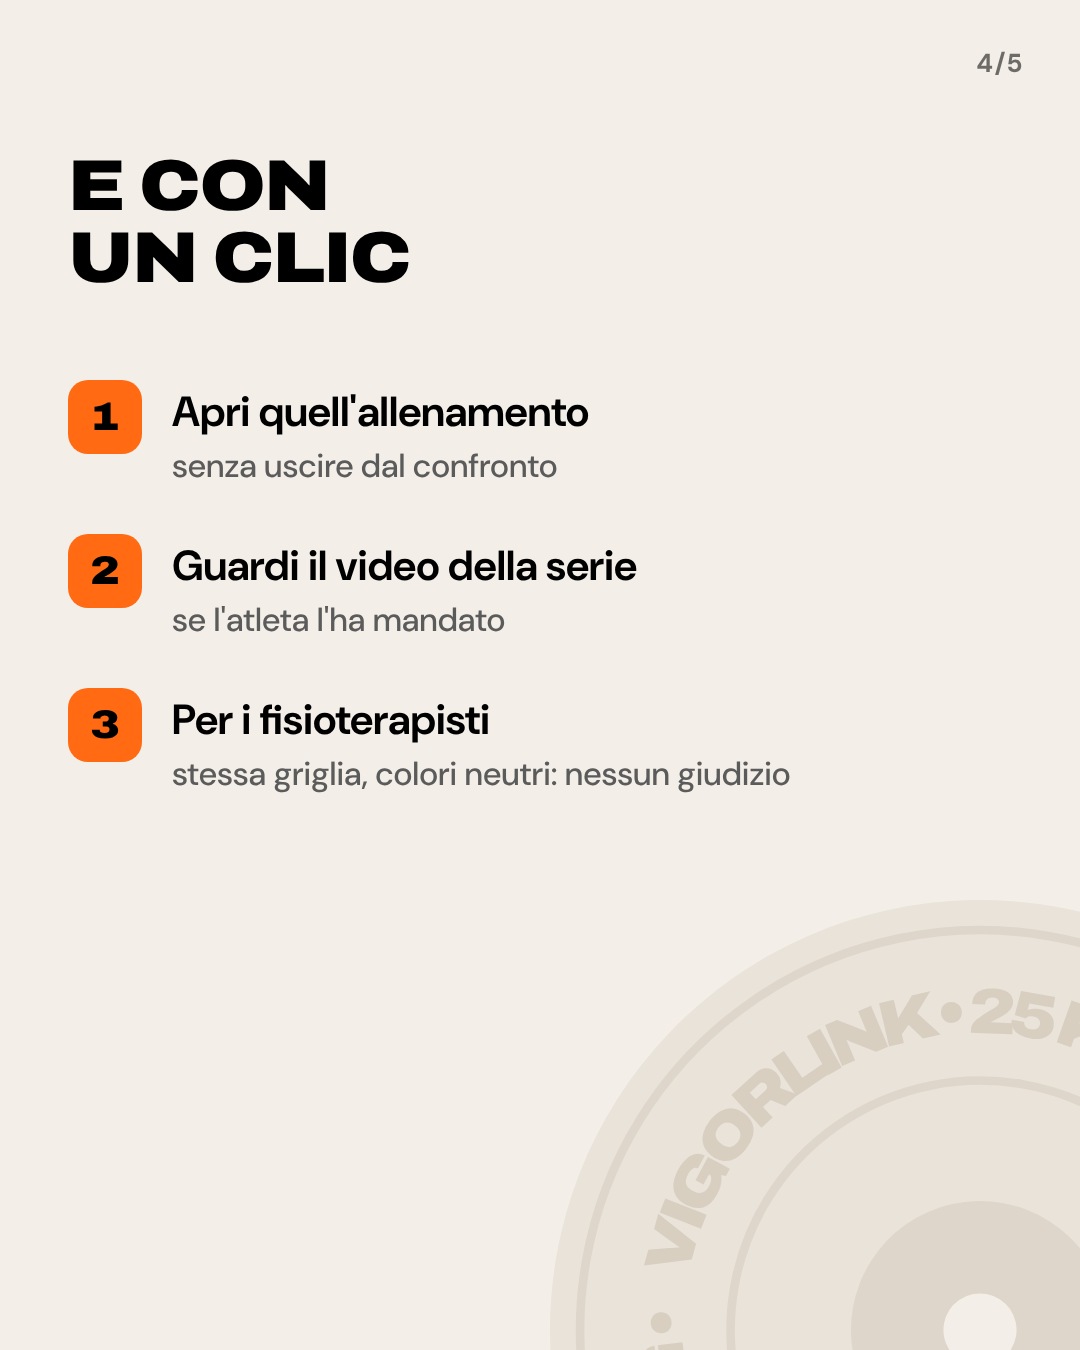 4/5
E CON
UN CLIC
1 Apri quell'allenamento
senza uscire dal confronto
2 Guardi il video della serie
se l'atleta l'ha mandato
3 Per i fisioterapisti
stessa griglia, colori neutri: nessun giudizio
VIGORLINK • 25